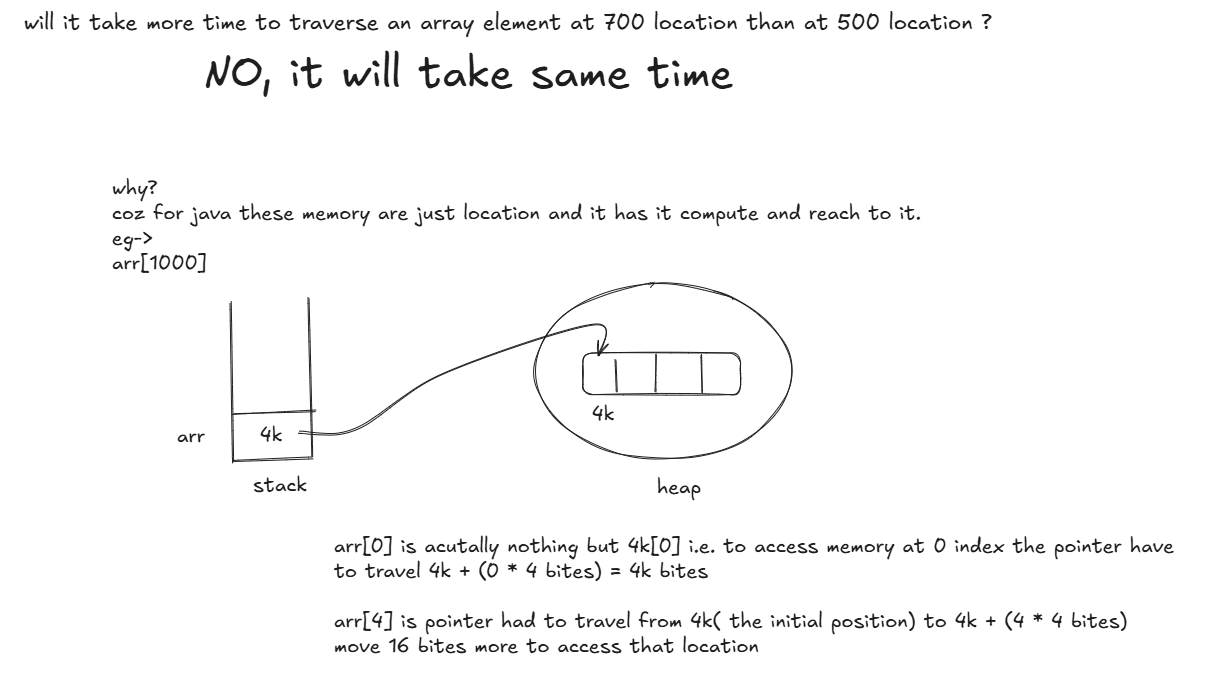 will it take more time to traverse an array element at 700 location than at 500 location ?
NO, it will take same time
why?
coz for java these memory are just location and it has it compute and reach to it.
eg->
arr[1000]
4k
arr
4k
stack
heap
arr[0] is acutally nothing but 4k[0] i.e. to access memory at 0 index the pointer have
to travel 4k + (0 * 4 bites) = 4k bites
arr[4] is pointer had to travel from 4k( the initial position) to 4k + (4 * 4 bites)
move 16 bites more to access that location